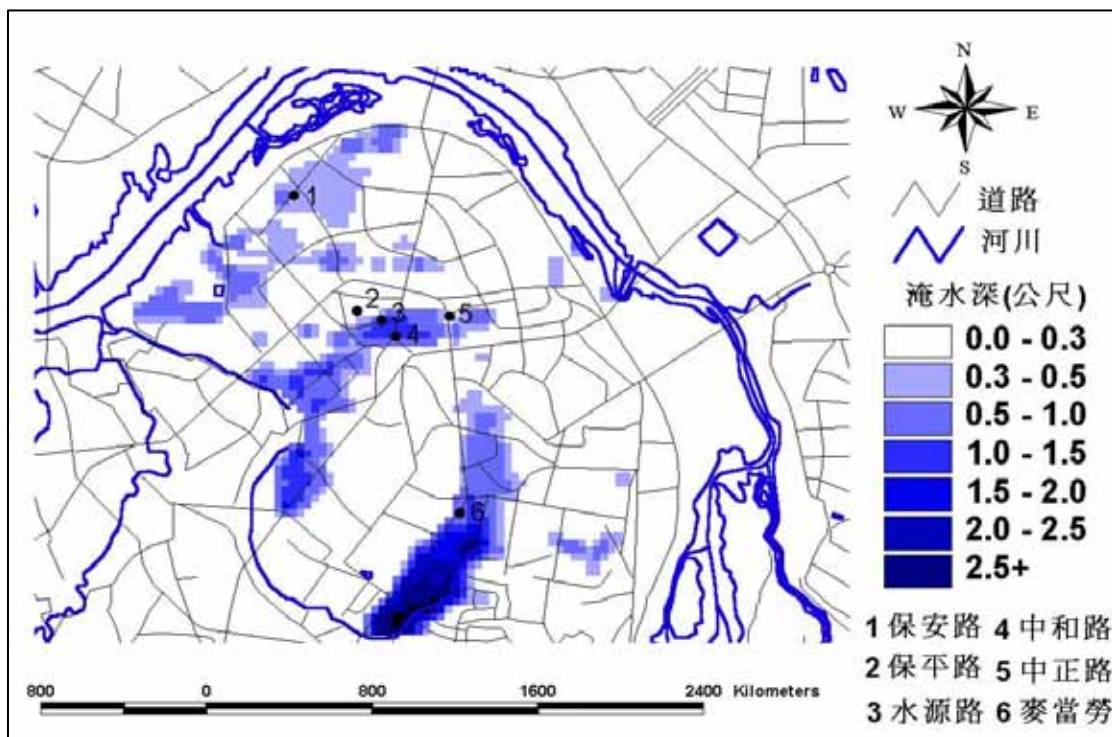 N
W E
S
道路
河川
淹水深(公尺)
0.0 - 0.3
0.3 - 0.5
0.5 - 1.0
1.0 - 1.5
1.5 - 2.0
2.0 - 2.5
2.5+
1
2
3
4
5
6
1 保安路 4 中和路
2 保平路 5 中正路
3 水源路 6 麥當勞
800 0 800 1600 2400 Kilometers